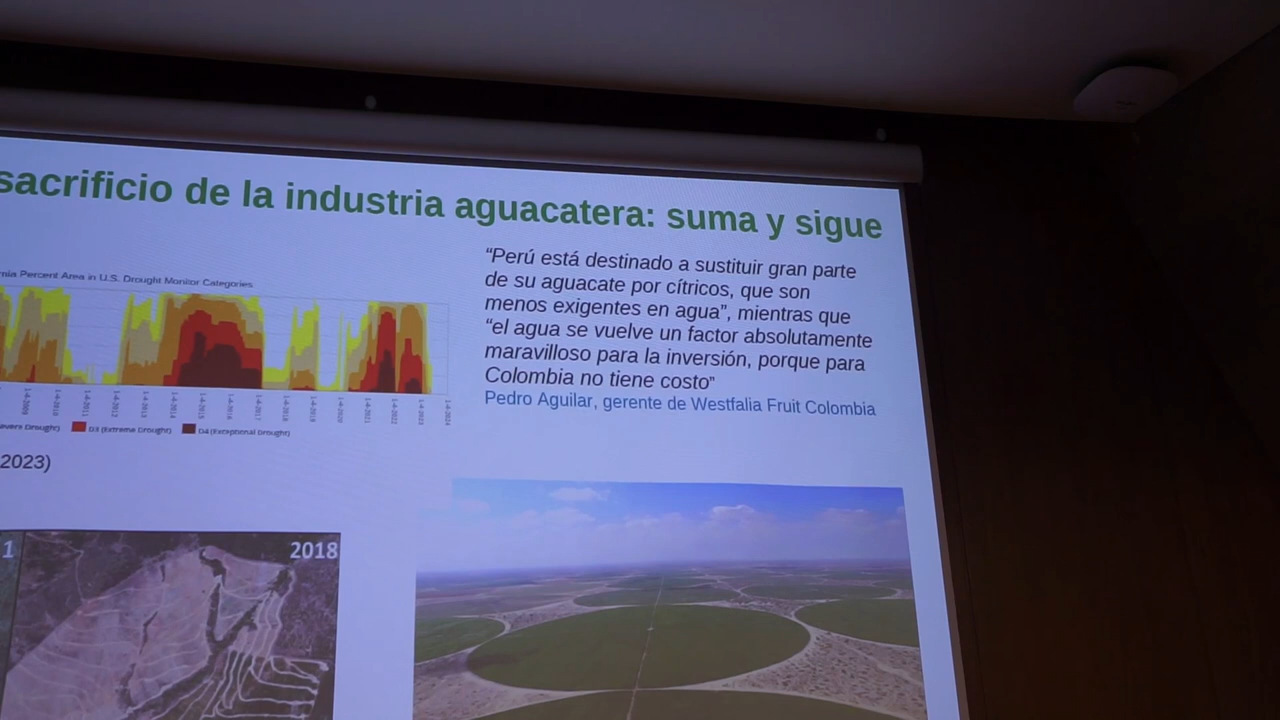 sacrificio de la industria aguacatera: suma y sigue
“Perú está destinado a sustituir gran parte
de su aguacate por cítricos, que son
menos exigentes en agua”, mientras que
“el agua se vuelve un factor absolutamente
maravilloso para la inversión, porque para
Colombia no tiene costo”
Pedro Aguilar, gerente de Westfalia Fruit Colombia
Percent Area in U.S. Drought Monitor Categories
D3 (Extreme Drought) D4 (Exceptional Drought)
2023)
1
2018